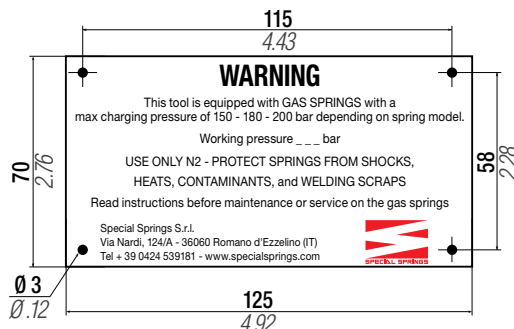 115
4.43
WARNING
This tool is equipped with GAS SPRINGS with a
max charging pressure of 150 - 180 - 200 bar depending on spring model.
Working pressure _ _ _ bar
USE ONLY N2 - PROTECT SPRINGS FROM SHOCKS,
HEATS, CONTAMINANTS, and WELDING SCRAPS
Read instructions before maintenance or service on the gas springs
Special Springs S.r.l.
Via Nardi, 124/A - 36060 Romano d'Ezzelino (IT)
Tel + 39 0424 539181 - www.specialsprings.com
SPECIAL SPRINGS
70
2.76
58
2.28
Ø 3
Ø .12
125
4.92